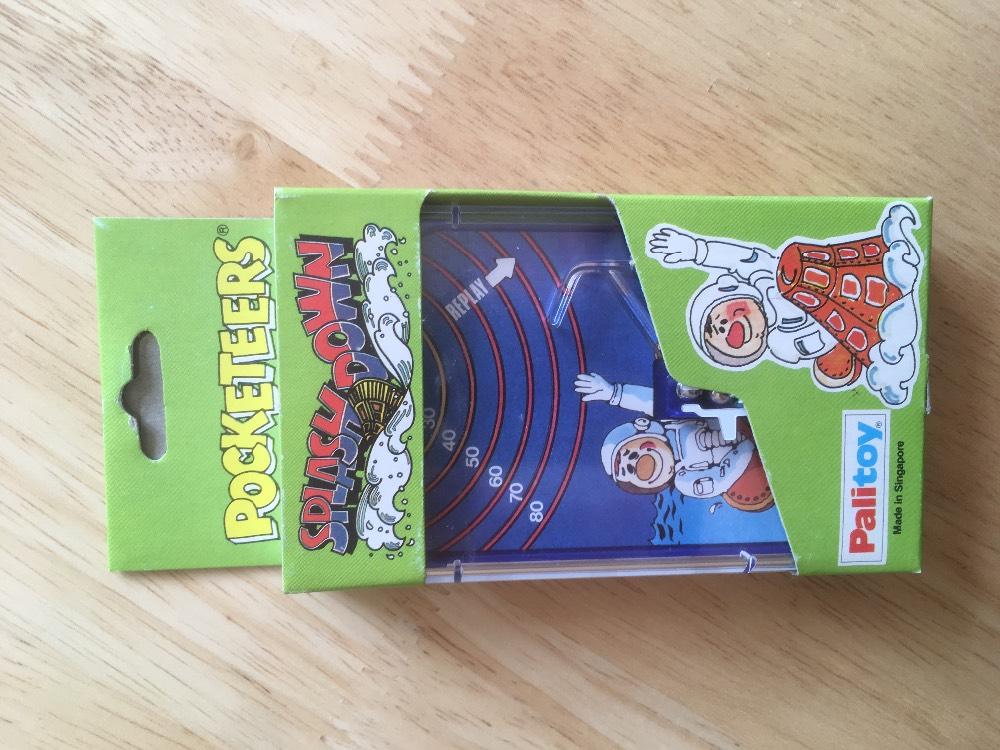 POCKETEERS®
SPLASH DOWN
REPLAY
30
40
50
60
70
80
Palitoy®
Made in Singapore